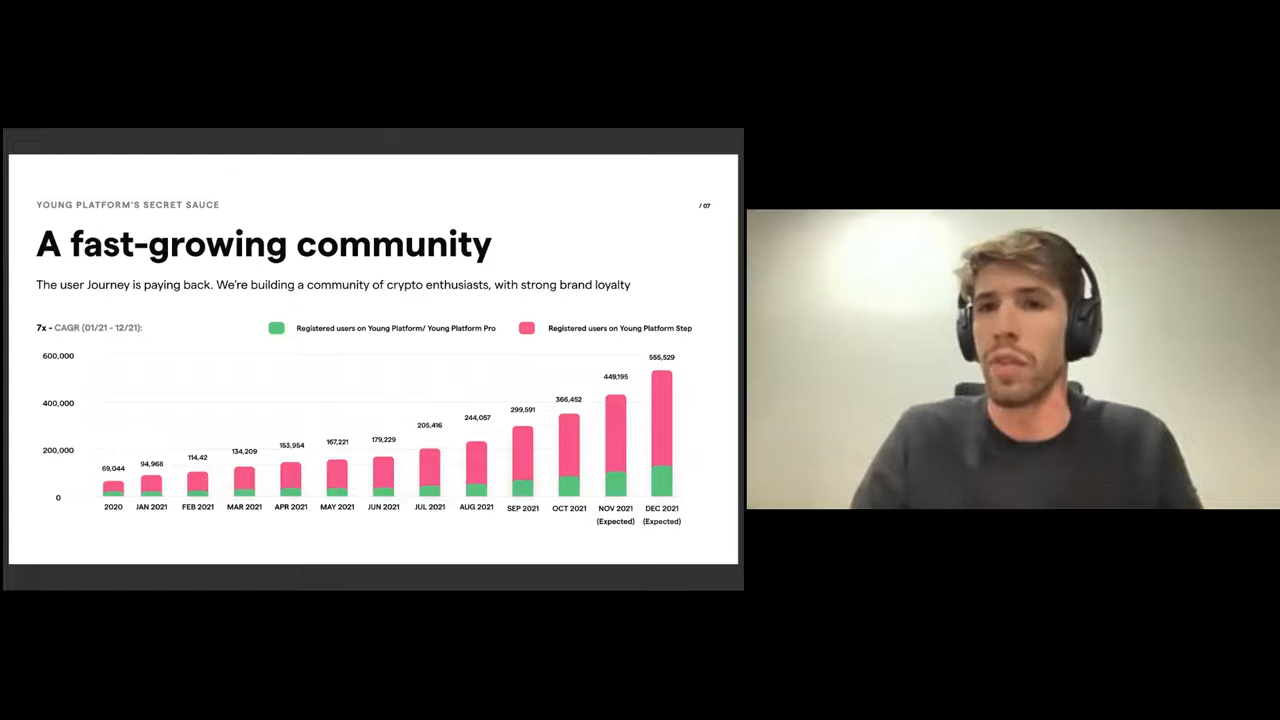 YOUNG PLATFORM'S SECRET SAUCE
/ 07
A fast-growing community
The user Journey is paying back. We're building a community of crypto enthusiasts, with strong brand loyalty
7x - CAGR (01/21 - 12/21):
Registered users on Young Platform/ Young Platform Pro
Registered users on Young Platform Step
600,000
400,000
200,000
0
69,044
94,968
114,42
134,209
153,954
167,221
179,229
205,416
244,057
299,591
366,452
449,195
555,529
2020
JAN 2021
FEB 2021
MAR 2021
APR 2021
MAY 2021
JUN 2021
JUL 2021
AUG 2021
SEP 2021
OCT 2021
NOV 2021
(Expected)
DEC 2021
(Expected)